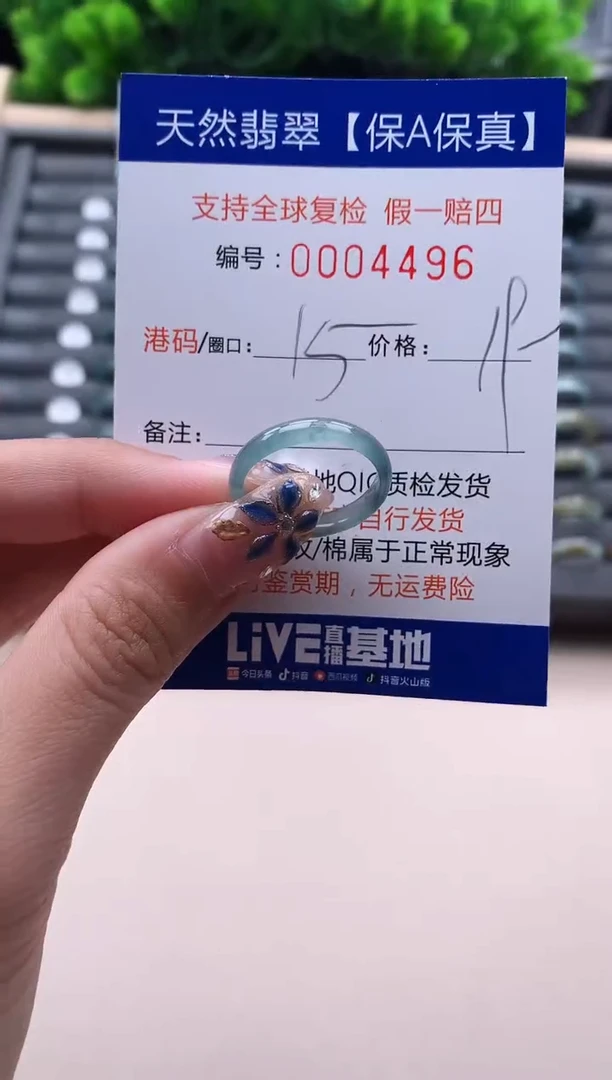 天然翡翠【保A保真】
支持全球复检 假一赔四
编号：0004496
港码/圈口：15 价格：
备注：
地QIC质检发货
自行发货
纹/棉属于正常现象
鉴赏期，无运费险
LiVE直播基地
今日头条 抖音 西瓜视频 抖音火山版